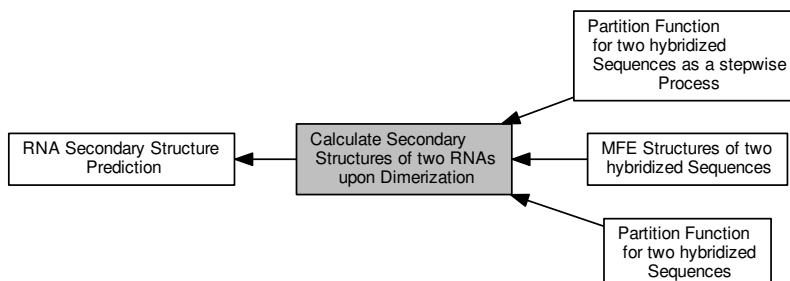 RNA Secondary Structure
Prediction
Calculate Secondary
Structures of two RNAs
upon Dimerization
Partition Function
for two hybridized
Sequences as a stepwise
Process
MFE Structures of two
hybridized Sequences
Partition Function
for two hybridized
Sequences